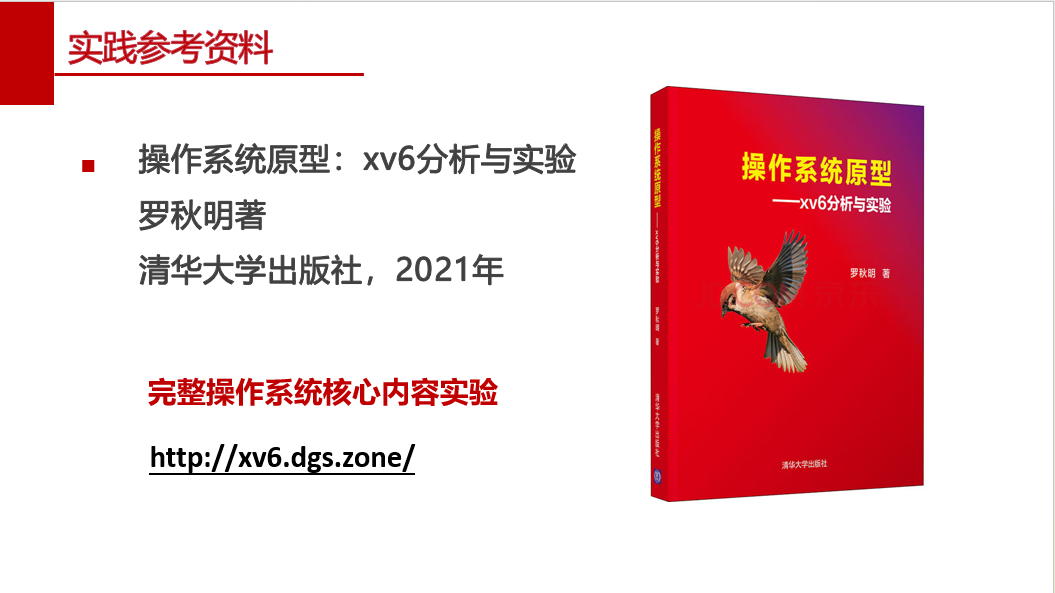 实践参考资料
操作系统原型：xv6分析与实验
罗秋明著
清华大学出版社，2021年
完整操作系统核心内容实验
http://xv6.dgs.zone/
操作系统原型——xv6分析与实验
罗秋明 著
清华大学出版社
操作系统原型
——xv6分析与实验
罗秋明 著
清华大学出版社